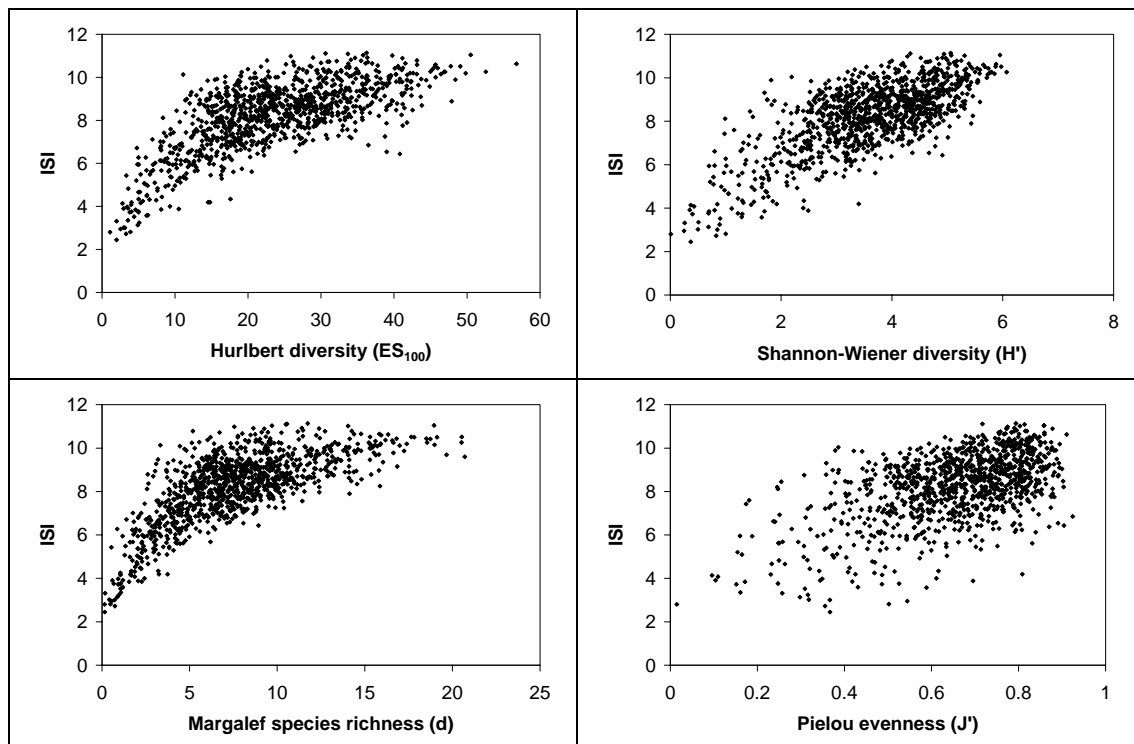 12
10
8
6
4
2
0
ISI
0 10 20 30 40 50 60
Hurlbert diversity (ES₁₀₀)
12
10
8
6
4
2
0
ISI
0 2 4 6 8
Shannon-Wiener diversity (H')
12
10
8
6
4
2
0
ISI
0 5 10 15 20 25
Margalef species richness (d)
12
10
8
6
4
2
0
ISI
0 0.2 0.4 0.6 0.8 1
Pielou evenness (J')